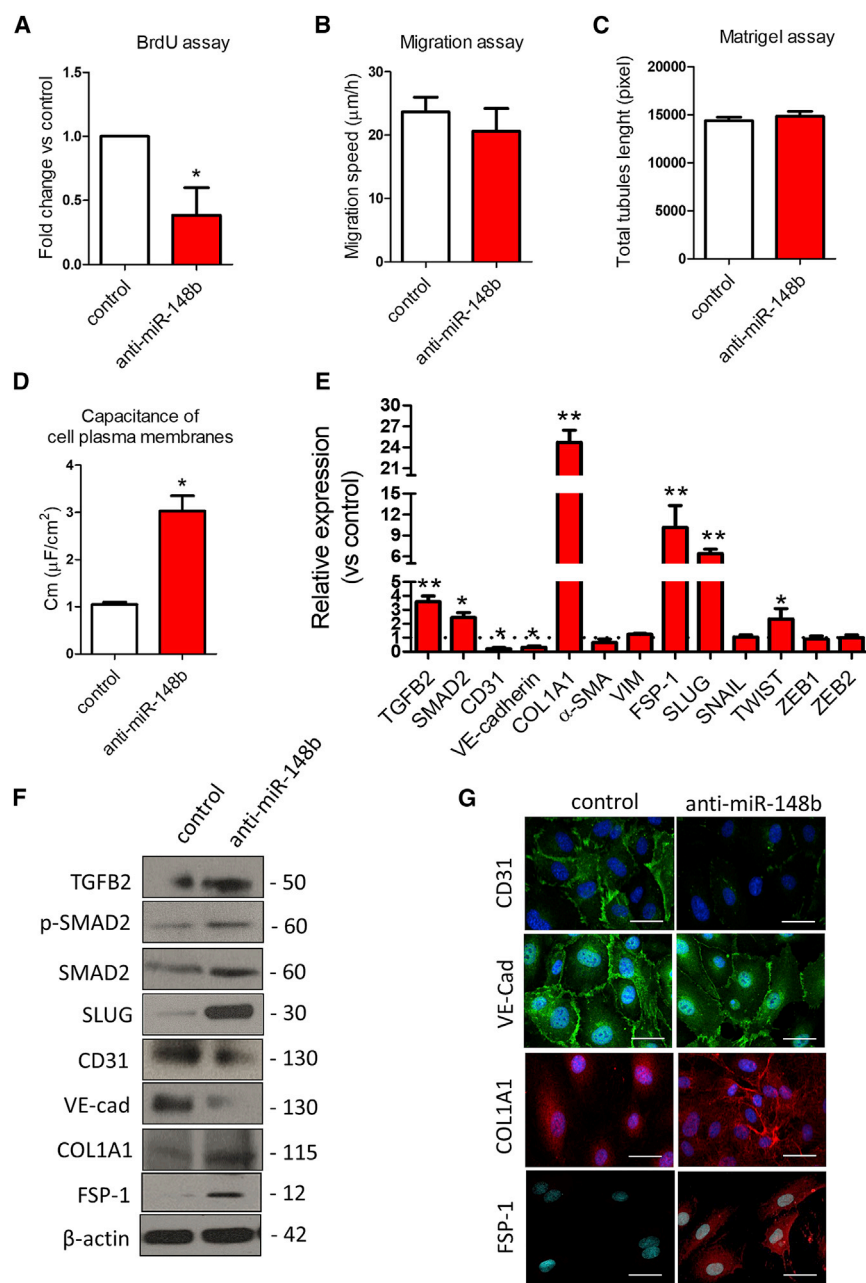 A
BrdU assay
Fold change vs control
1.5
1.0
0.5
0.0
*
control
anti-miR-148b
B
Migration assay
Migration speed (μm/h)
30
20
10
0
control
anti-miR-148b
C
Matrigel assay
Total tubules lenght (pixel)
20000
15000
10000
5000
0
control
anti-miR-148b
D
Capacitance of
cell plasma membranes
Cm (μF/cm²)
4
3
2
1
0
*
control
anti-miR-148b
E
Relative expression
(vs control)
30
27
24
21
15
12
9
6
5
4
3
2
1
0
**
*
*
*
**
**
**
*
TGFB2
SMAD2
CD31
VE-cadherin
COL1A1
α-SMA
VIM
FSP-1
SLUG
SNAIL
TWIST
ZEB1
ZEB2
F
control
anti-miR-148b
TGFB2 - 50
p-SMAD2 - 60
SMAD2 - 60
SLUG - 30
CD31 - 130
VE-cad - 130
COL1A1 - 115
FSP-1 - 12
β-actin - 42
G
control anti-miR-148b
CD31
VE-Cad
COL1A1
FSP-1